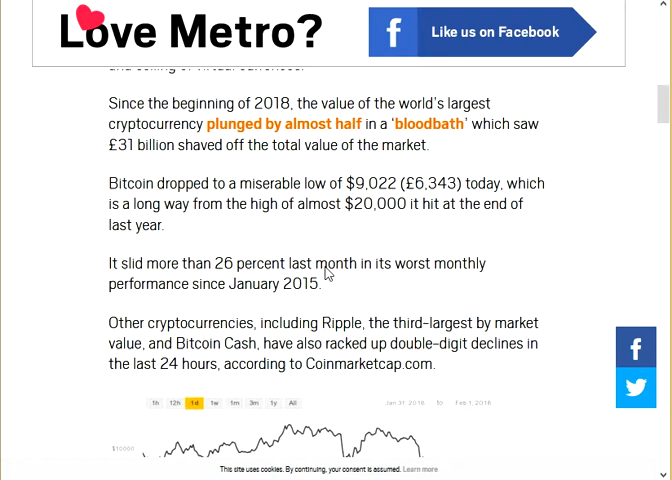 Love Metro?
Like us on Facebook
Since the beginning of 2018, the value of the world's largest
cryptocurrency plunged by almost half in a 'bloodbath' which saw
£31 billion shaved off the total value of the market.
Bitcoin dropped to a miserable low of $9,022 (£6,343) today, which
is a long way from the high of almost $20,000 it hit at the end of
last year.
It slid more than 26 percent last month in its worst monthly
performance since January 2015.
Other cryptocurrencies, including Ripple, the third-largest by market
value, and Bitcoin Cash, have also racked up double-digit declines in
the last 24 hours, according to Coinmarketcap.com.
1h 12h 1d 1w 1m 3m 1y All Jan 31, 2018 To Feb 1, 2018
$10000
This site uses cookies. By continuing, your consent is assumed. Learn more